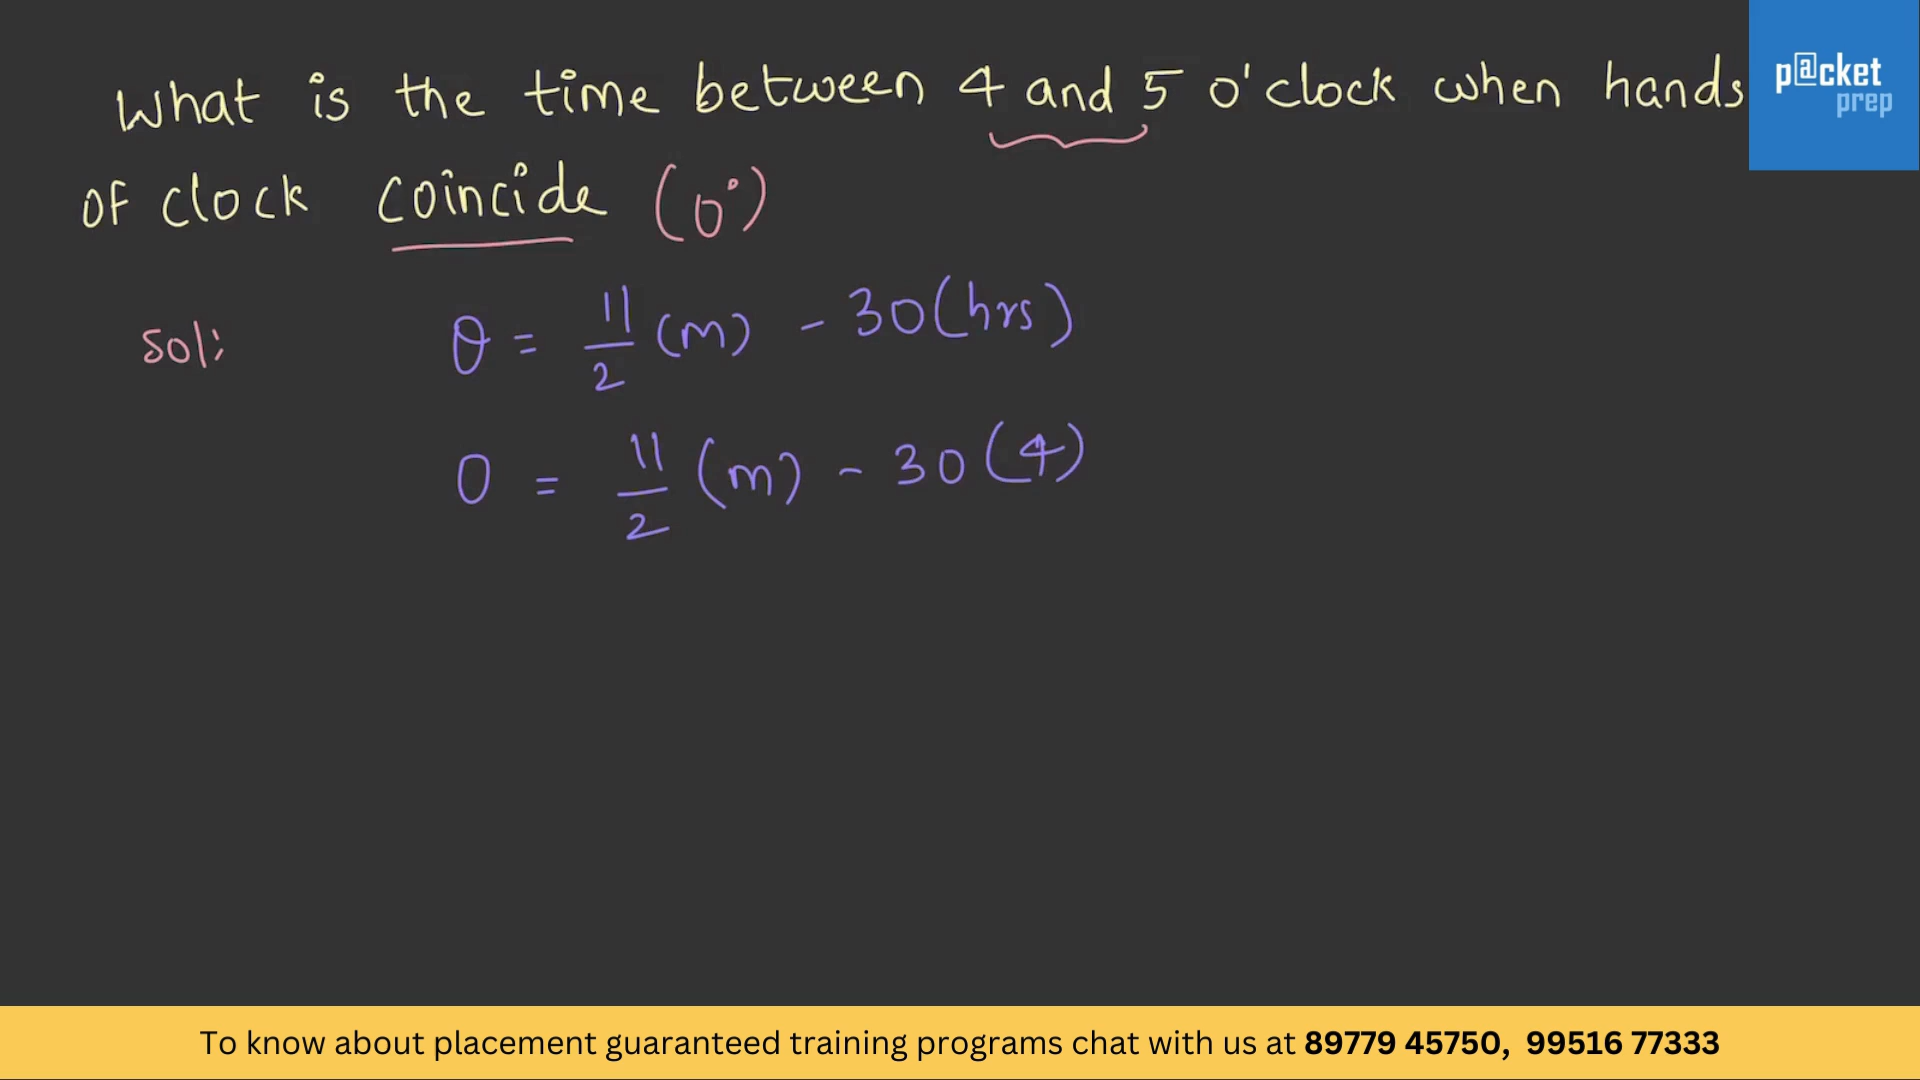 What is the time between 4 and 5 o'clock when hands
of clock coincide (0°)
Sol:
θ = 11/2 (m) - 30(hrs)
0 = 11/2 (m) - 30(4)
p@cket
prep
To know about placement guaranteed training programs chat with us at 89779 45750, 99516 77333